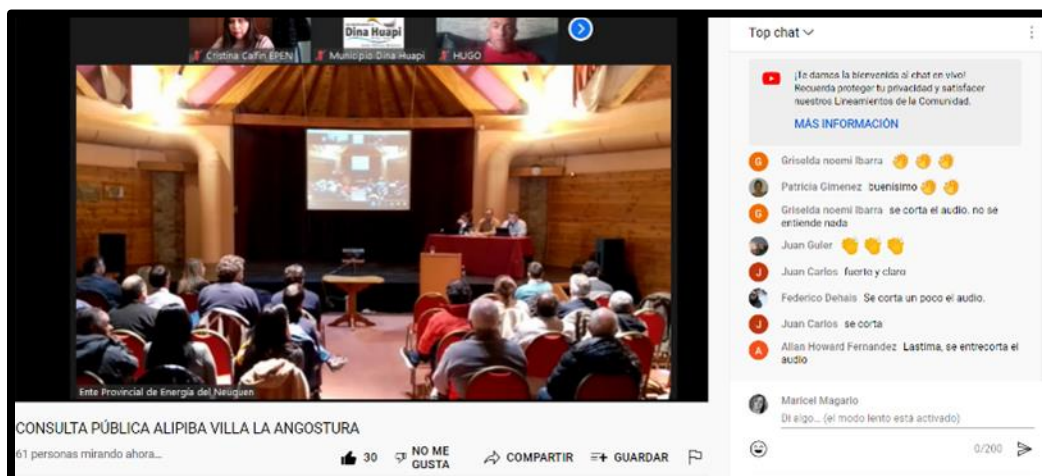 Dina Huapi
Cristina Calfin EPEN
Municipio Dina Huapi
HUGO
Ente Provincial de Energía del Neuquen
CONSULTA PÚBLICA ALIPIBA VILLA LA ANGOSTURA
61 personas mirando ahora...
30
NO ME
GUSTA
COMPARTIR
GUARDAR
Top chat
¡Te damos la bienvenida al chat en vivo!
Recuerda proteger tu privacidad y satisfacer
nuestros Lineamientos de la Comunidad.
MÁS INFORMACIÓN
G
Griselda noemi Ibarra 👏👏👏
Patricia Gimenez buenisimo 👏👏
G
Griselda noemi Ibarra se corta el audio, no se
entiende nada
Juan Guler 👏👏👏
J
Juan Carlos fuerte y claro
Federico Dehais Se corta un poco el audio.
J
Juan Carlos se corta
A
Allan Howard Fernandez Lastima, se entrecorta el
audio
Maricel Magario
Di algo... (el modo lento está activado)
0/200